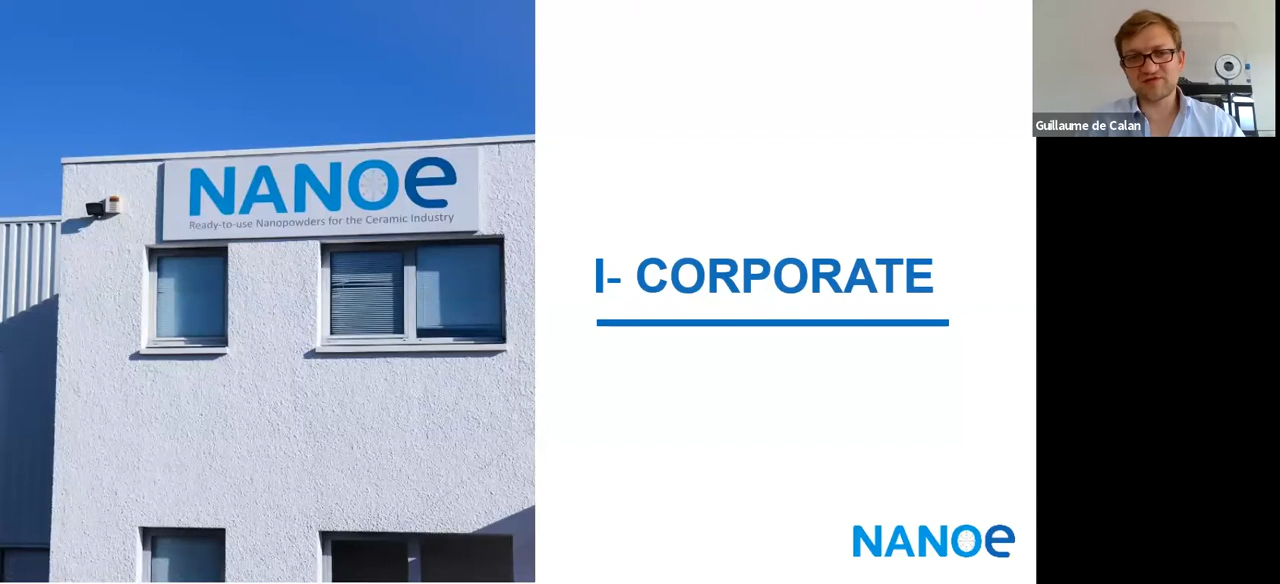 NANOe
Ready-to-use Nanopowders for the Ceramic Industry
I- CORPORATE
NANOe
Guillaume de Calan